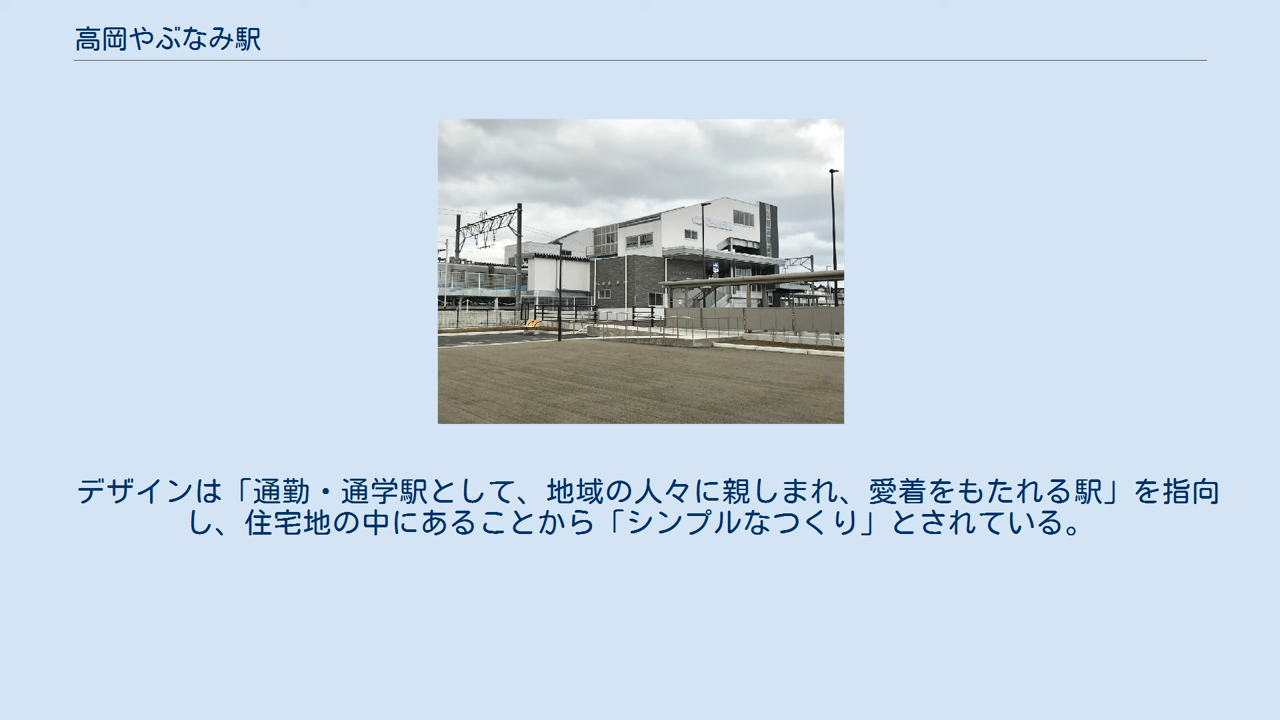 高岡やぶなみ駅
デザインは「通勤・通学駅として、地域の人々に親しまれ、愛着をもたれる駅」を指向
し、住宅地の中にあることから「シンプルなつくり」とされている。